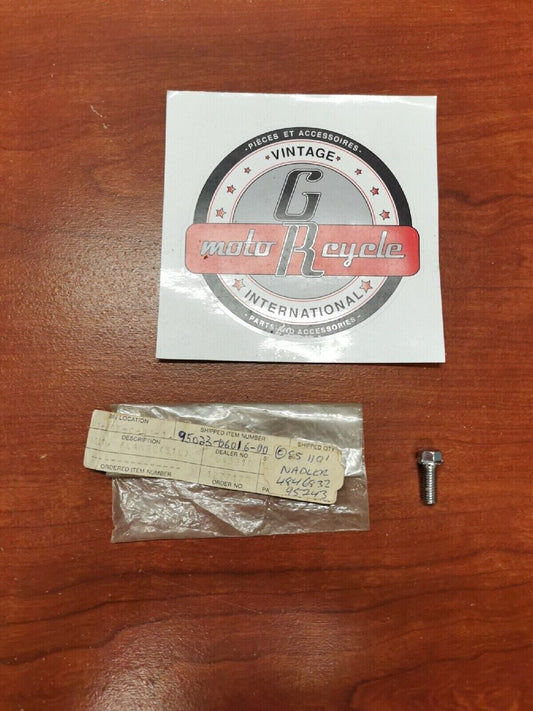 - PIÈCES ET ACCESSOIRES -
VINTAGE
G
moto R cycle
INTERNATIONAL
- PARTS AND ACCESSORIES -
LOCATION
SHIPPED ITEM NUMBER
SHIPPED QTY
95023-06016-00
DESCRIPTION
DEALER NO
NADLER
4946832
95243
ORDERED ITEM NUMBER
ORDER NO.